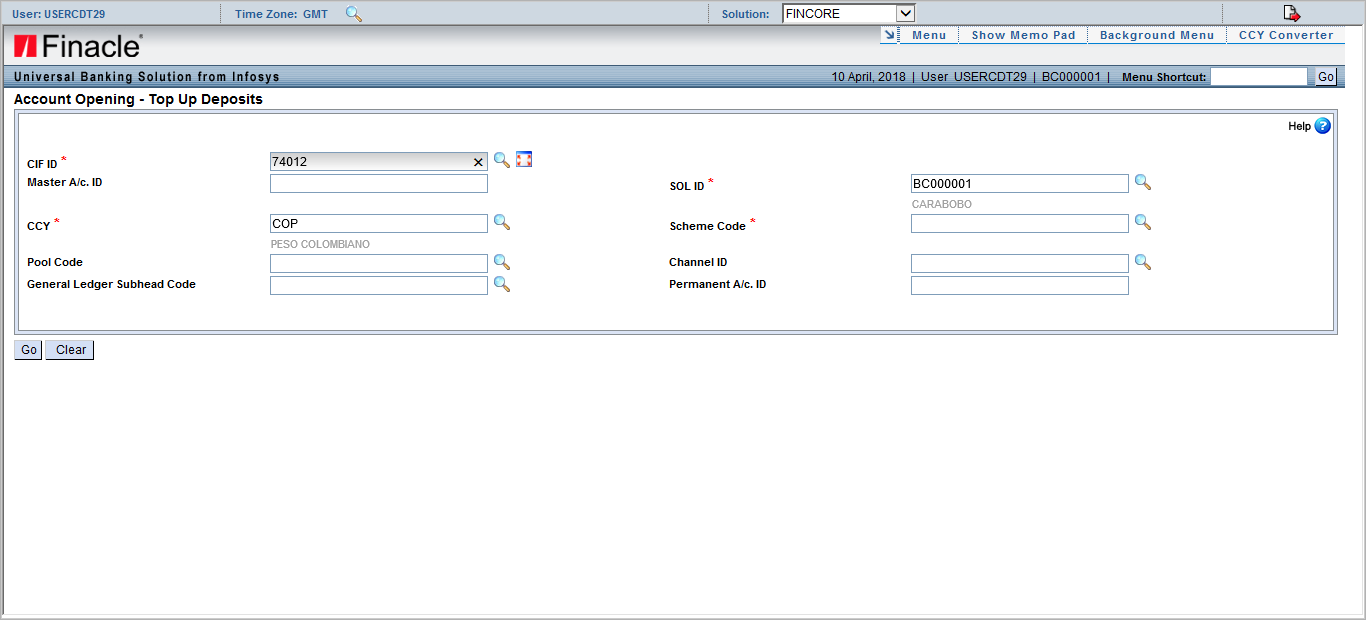 User: USERCDT29 Time Zone: GMT Solution: FINCORE
Finacle
Menu Show Memo Pad Background Menu CCY Converter
Universal Banking Solution from Infosys 10 April, 2018 | User USERCDT29 | BC000001 | Menu Shortcut: Go
Account Opening - Top Up Deposits
Help ?
CIF ID * 74012
Master A/c. ID SOL ID * BC000001
CARABOBO
CCY * COP Scheme Code *
PESO COLOMBIANO
Pool Code Channel ID
General Ledger Subhead Code Permanent A/c. ID
Go Clear